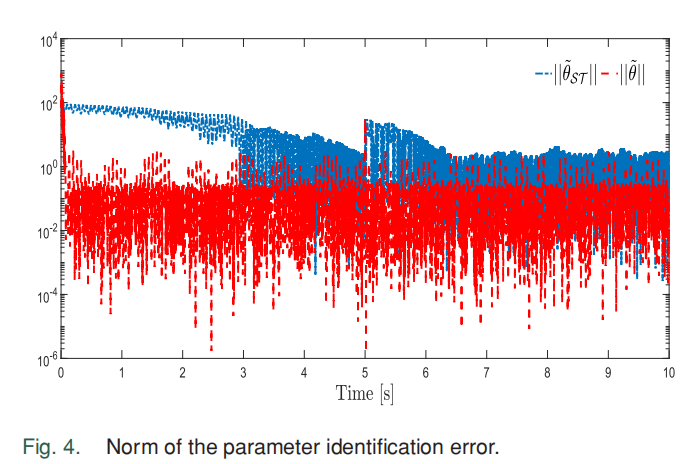 10^4
||θ̃_{ST}|| ||θ̃||
10^2
10^0
10^{-2}
10^{-4}
10^{-6}
0 1 2 3 4 5 6 7 8 9 10
Time [s]
Fig. 4. Norm of the parameter identification error.